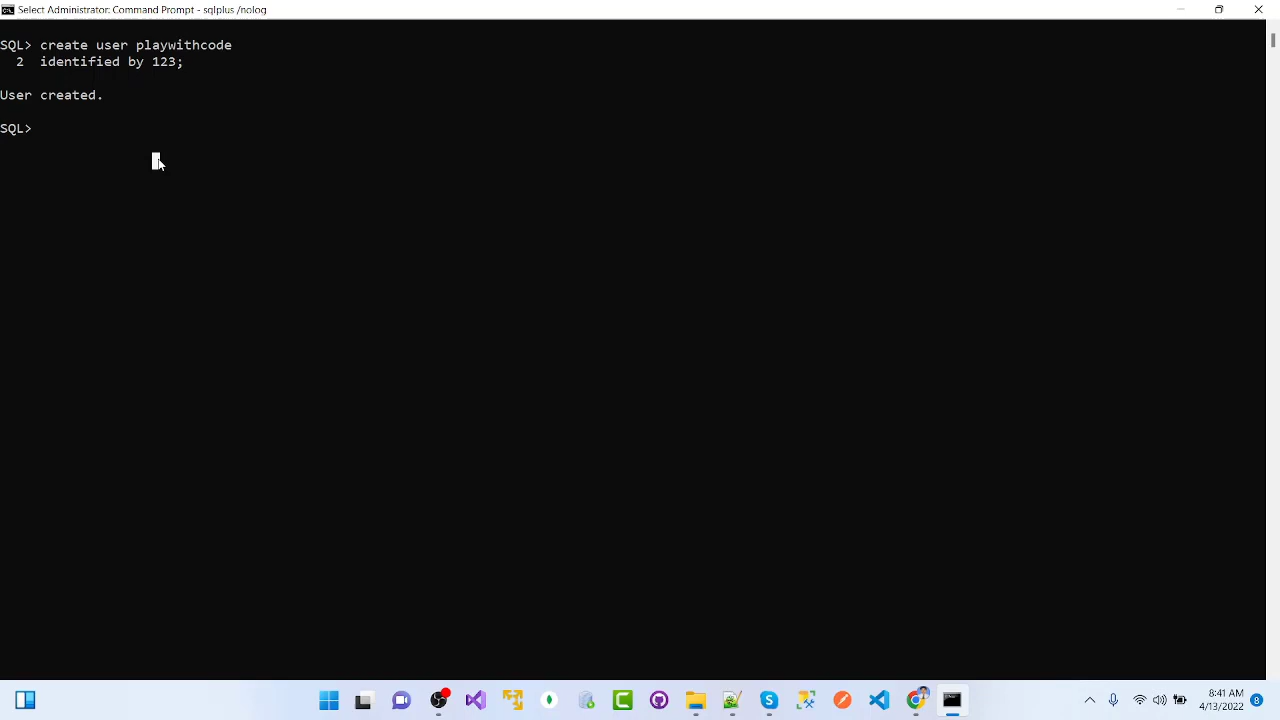 Select Administrator: Command Prompt - sqlplus /nolog
SQL> create user playwithcode
2 identified by 123;
User created.
SQL>
8:41 AM
4/13/2022
8